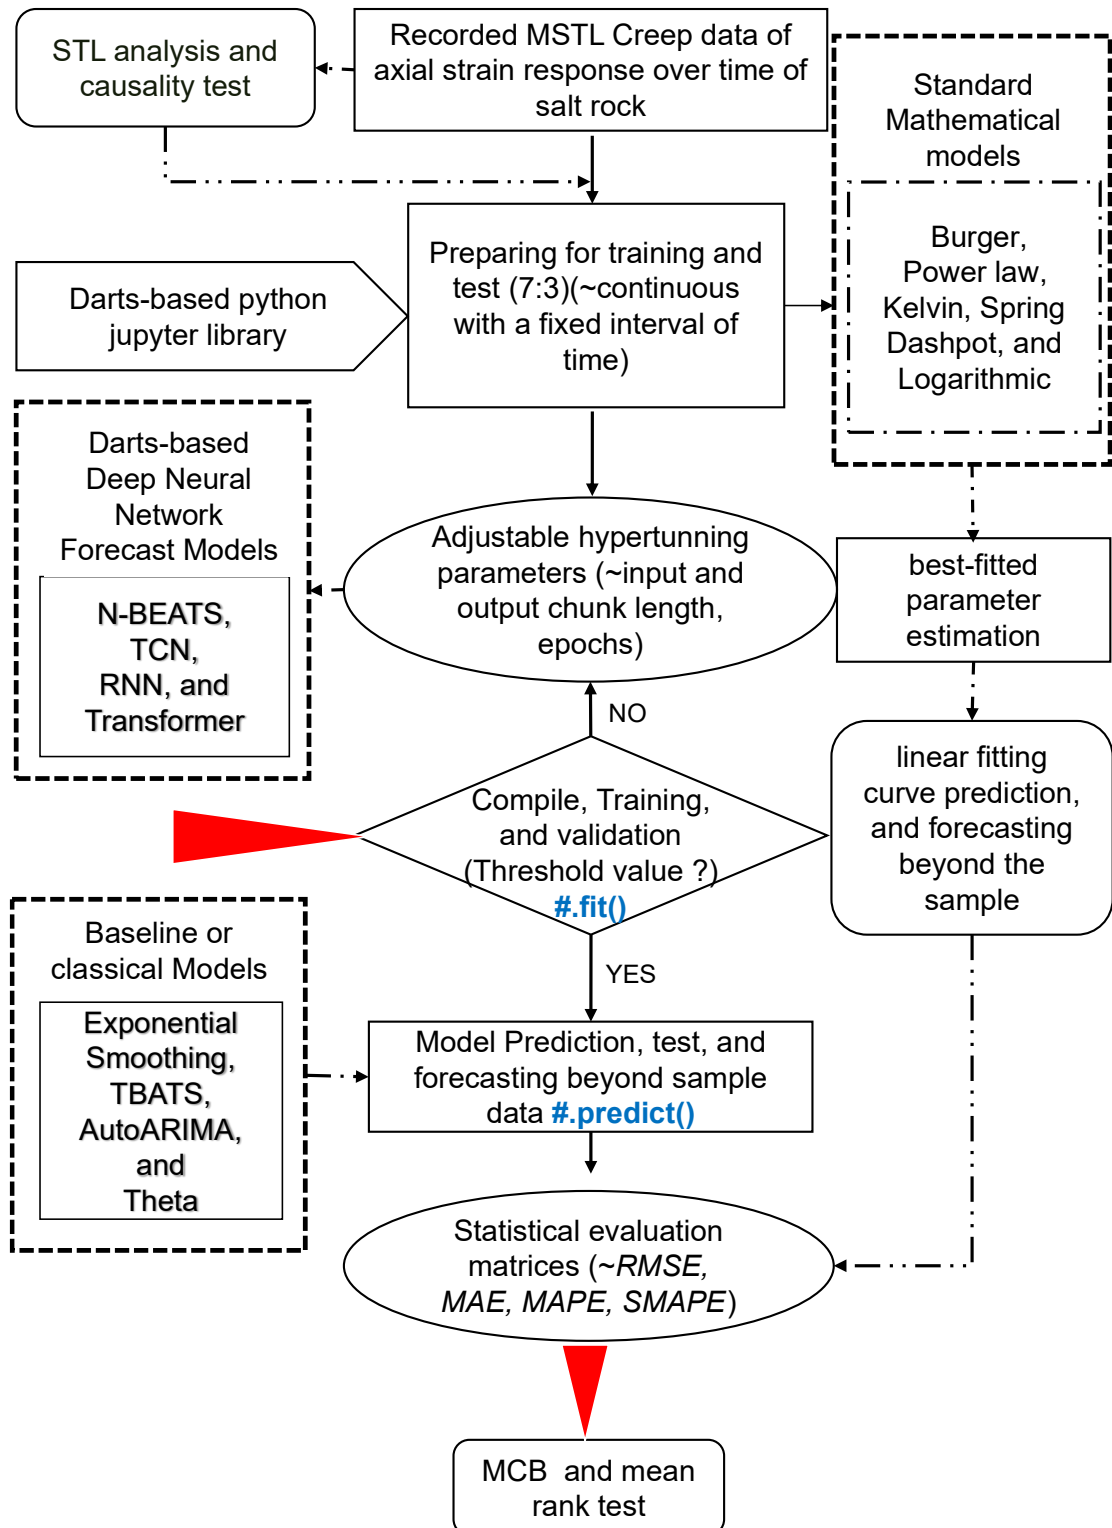 STL analysis and
causality test
Recorded MSTL Creep data of
axial strain response over time of
salt rock
Standard
Mathematical
models
Burger,
Power law,
Kelvin, Spring
Dashpot, and
Logarithmic
Preparing for training and
test (7:3)(~continuous
with a fixed interval of
time)
Darts-based python
jupyter library
Darts-based
Deep Neural
Network
Forecast Models
N-BEATS,
TCN,
RNN, and
Transformer
Adjustable hypertunning
parameters (~input and
output chunk length,
epochs)
best-fitted
parameter
estimation
NO
linear fitting
curve prediction,
and forecasting
beyond the
sample
Compile, Training,
and validation
(Threshold value ?)
#.fit()
YES
Baseline or
classical Models
Exponential
Smoothing,
TBATS,
AutoARIMA,
and
Theta
Model Prediction, test, and
forecasting beyond sample
data #.predict()
Statistical evaluation
matrices (~RMSE,
MAE, MAPE, SMAPE)
MCB and mean
rank test